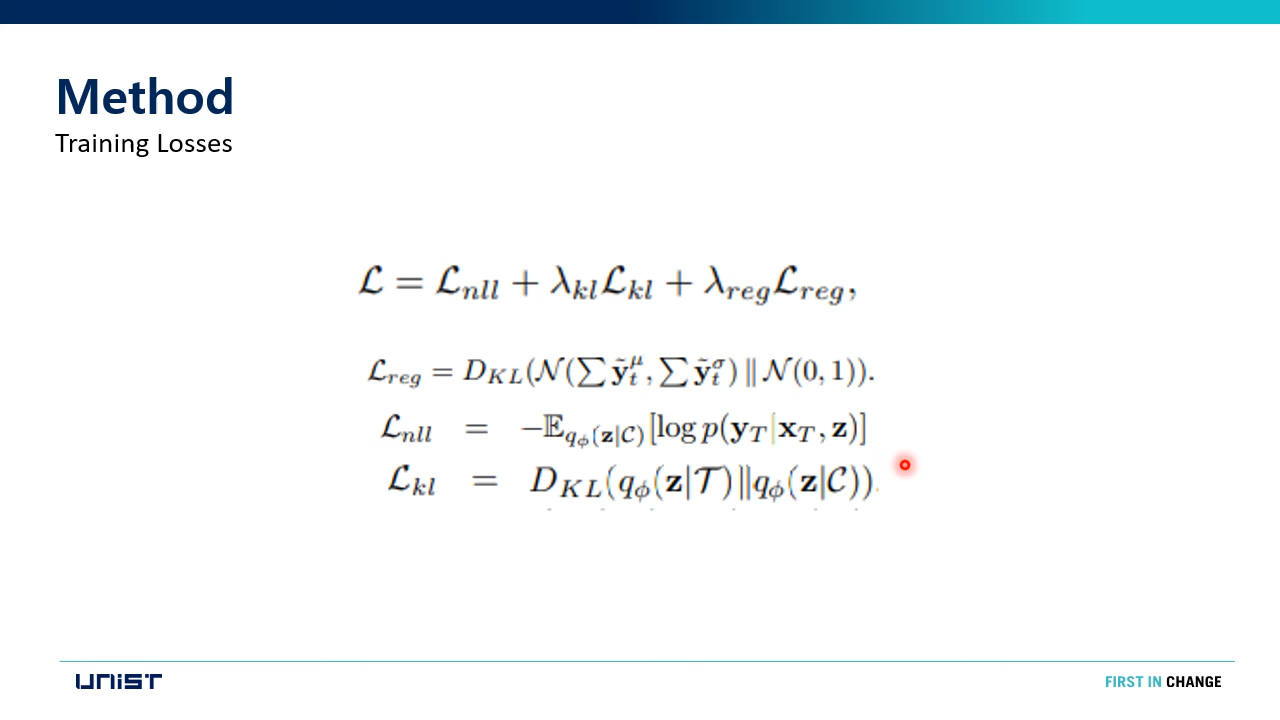 Method
Training Losses
ℒ = ℒ_{nll} + λ_{kl}ℒ_{kl} + λ_{reg}ℒ_{reg},
ℒ_{reg} = D_{KL}(𝒩(∑ỹ_t^μ, ∑ỹ_t^σ) ∥ 𝒩(0, 1)).
ℒ_{nll} = −𝔼_{q_ϕ(z|𝒞)}[log p(y_T|x_T, z)]
ℒ_{kl} = D_{KL}(q_ϕ(z|𝒯)∥q_ϕ(z|𝒞)).
UNIST
FIRST IN CHANGE